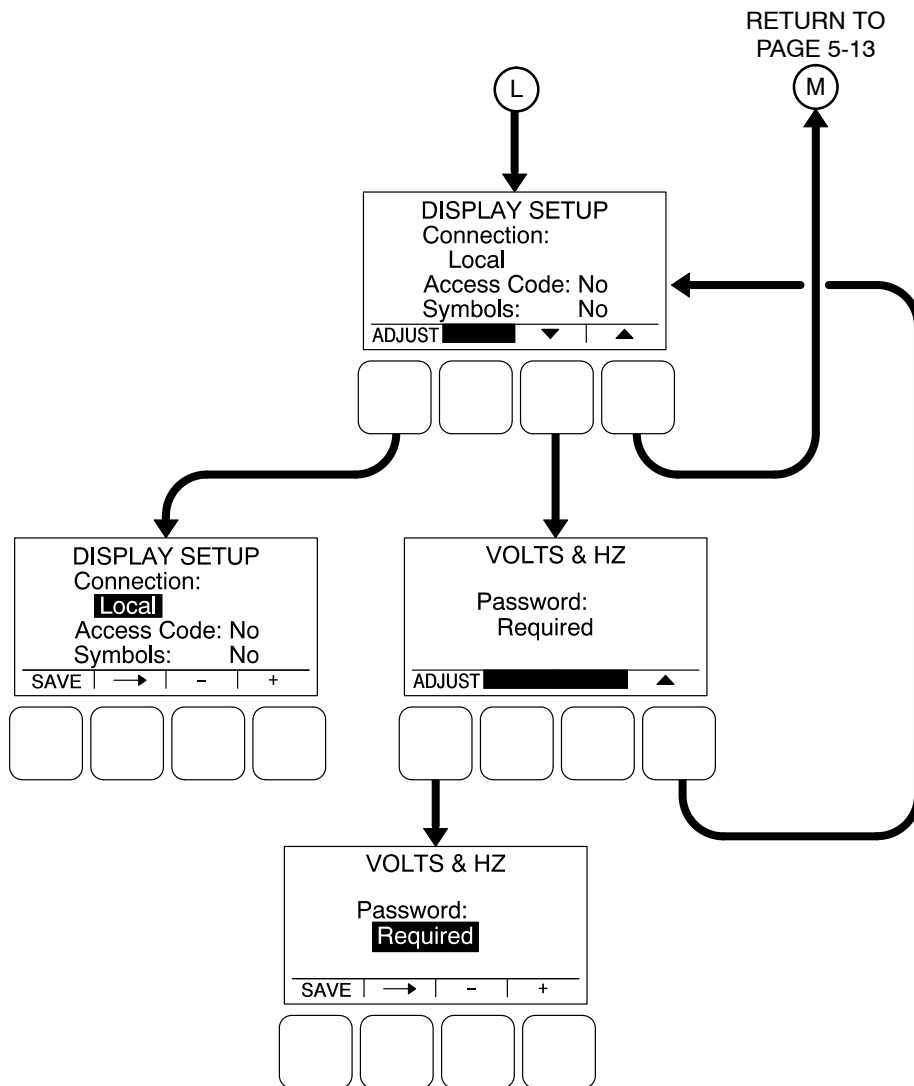 RETURN TO
PAGE 5-13
L
M
DISPLAY SETUP
Connection:
Local
Access Code: No
Symbols: No
ADJUST ▼ ▲
DISPLAY SETUP
Connection:
Local
Access Code: No
Symbols: No
SAVE → - +
VOLTS & HZ
Password:
Required
ADJUST ▲
VOLTS & HZ
Password:
Required
SAVE → - +